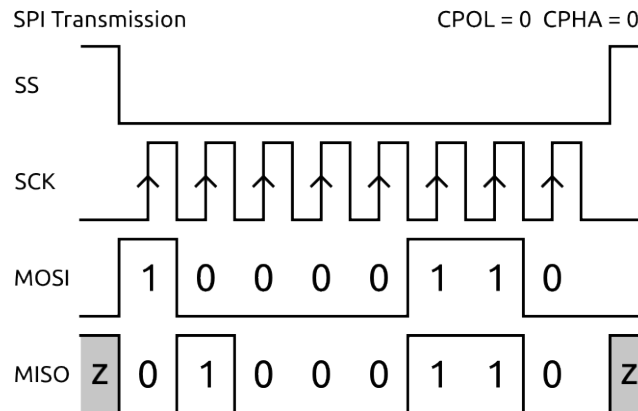 SPI Transmission CPOL = 0 CPHA = 0
SS
SCK
MOSI 1 0 0 0 0 1 1 0
MISO Z 0 1 0 0 0 1 1 0 Z